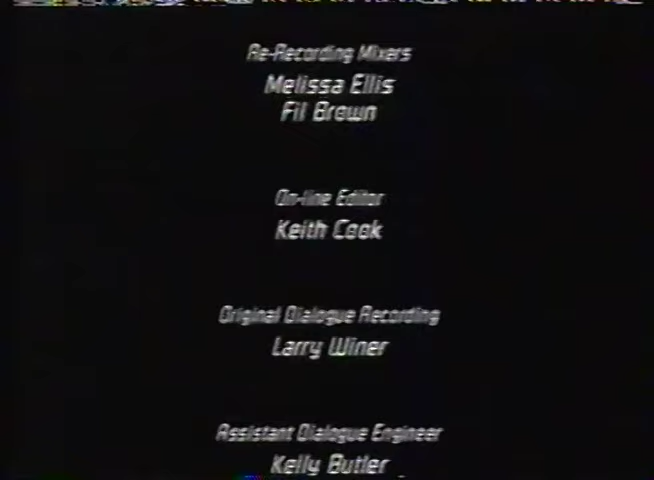 Re-Recording Mixers
Melissa Ellis
Fil Brown
On-line Editor
Keith Cook
Original Dialogue Recording
Larry Winer
Assistant Dialogue Engineer
Kelly Butler